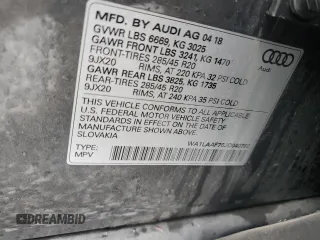 MFD. BY AUDI AG 04 18
GVWR LBS 6669, KG 3025
GAWR FRONT LBS 3241, KG 1470
FRONT-TIRES 285/45 R20
9JX20 RIMS, AT 220 KPA 32 PSI COLD
GAWR REAR LBS 3825, KG 1735
REAR-TIRES 285/45 R20
9JX20 RIMS, AT 240 KPA 35 PSI COLD
THIS VEHICLE CONFORMS TO ALL APPLICABLE
U.S. FEDERAL MOTOR VEHICLE SAFETY
STANDARDS IN EFFECT ON THE DATE OF
MANUFACTURE SHOWN ABOVE.
SLOVAKIA
TYPE:
MPV
Audi
DREAMBID